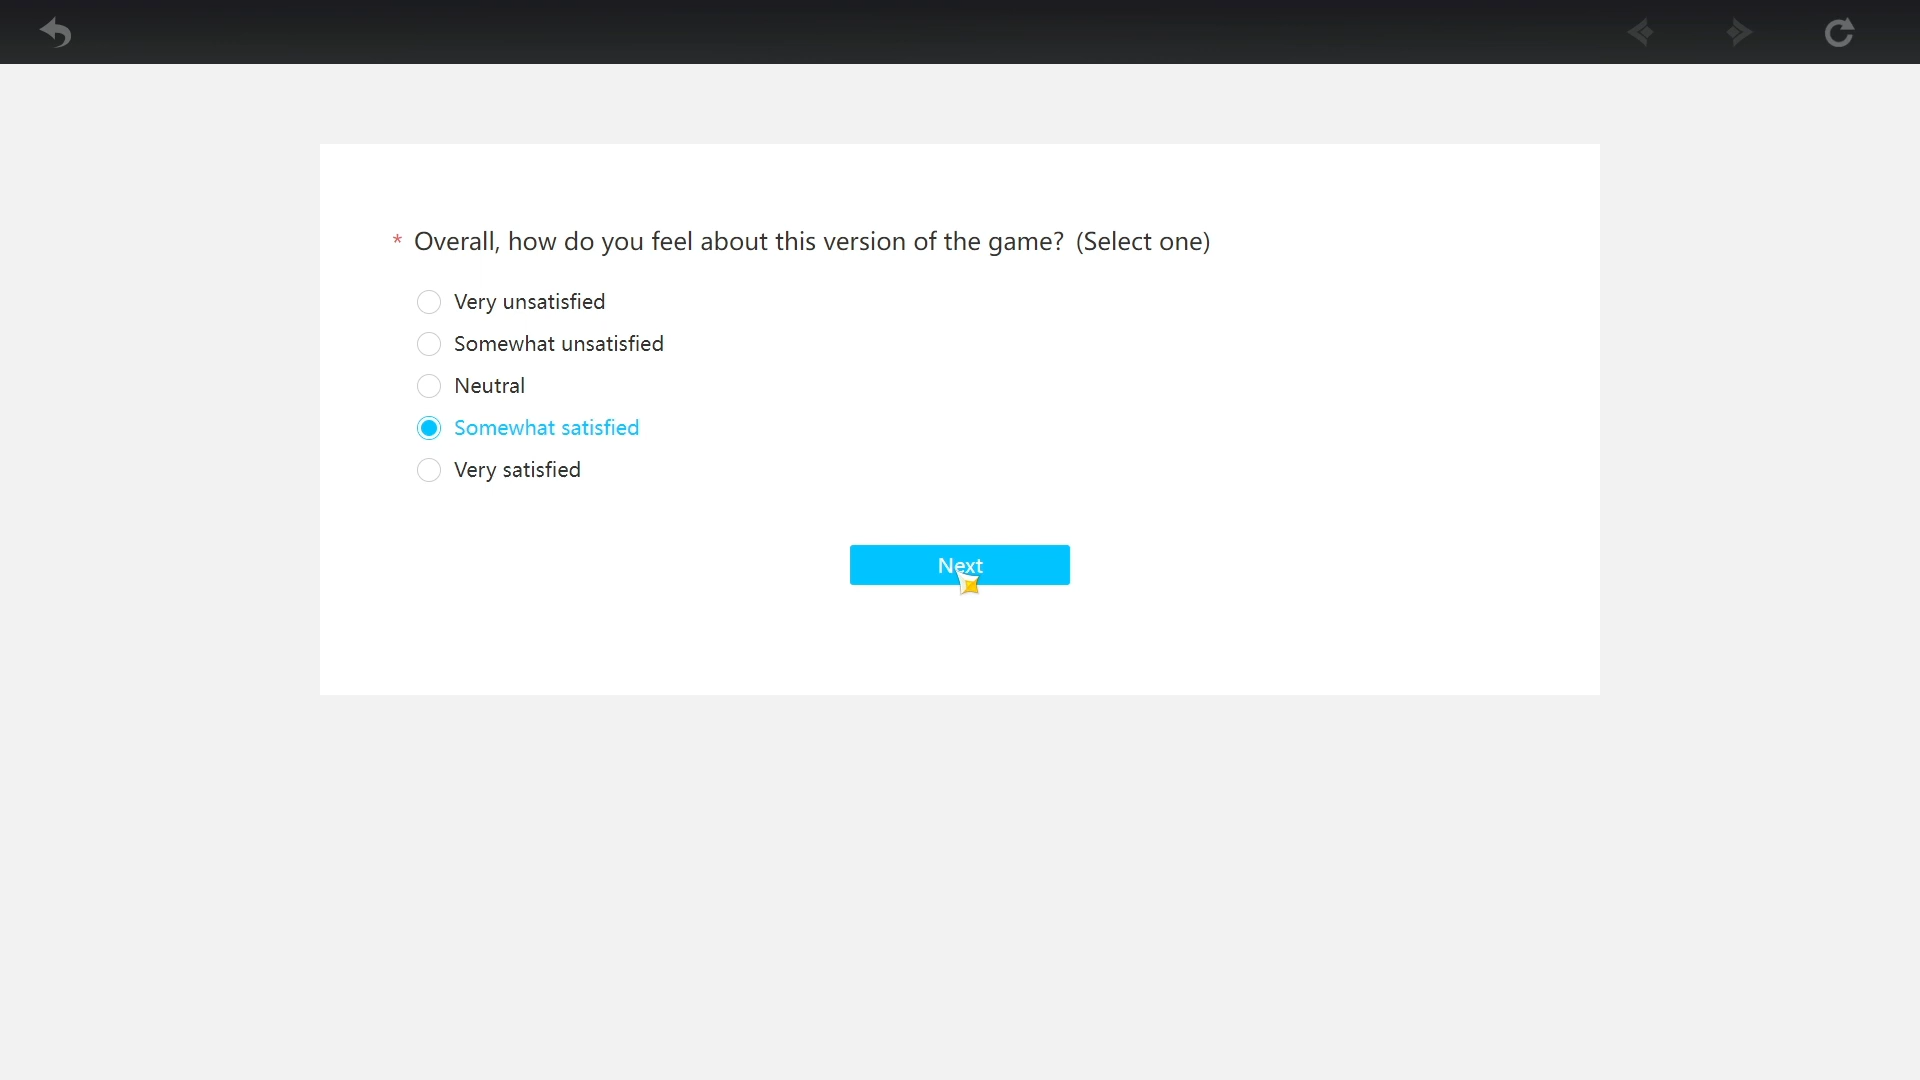 * Overall, how do you feel about this version of the game? (Select one)
Very unsatisfied
Somewhat unsatisfied
Neutral
Somewhat satisfied
Very satisfied
Next